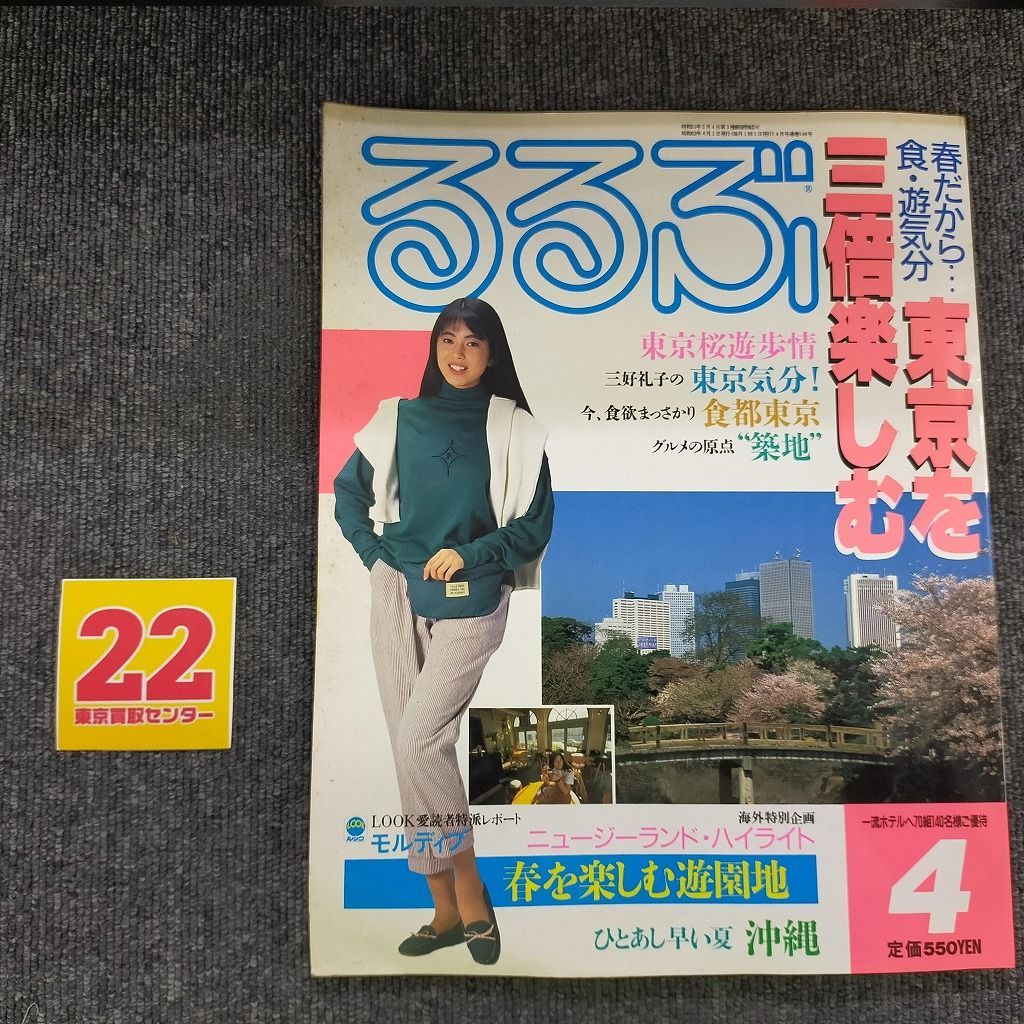 るるぶ®
春だから…
食・遊気分
東京を
三倍楽しむ
東京桜遊歩情
三好礼子の 東京気分!
今、食欲まっさかり 食都東京
グルメの原点 “築地”
22
東京買取センター
LOOK
ルック
LOOK愛読者特派レポート
モルディブ
海外特別企画
ニュージーランド・ハイライト
春を楽しむ遊園地
ひとあし早い夏 沖縄
一流ホテルへ70組140名様ご優待
4
定価550YEN